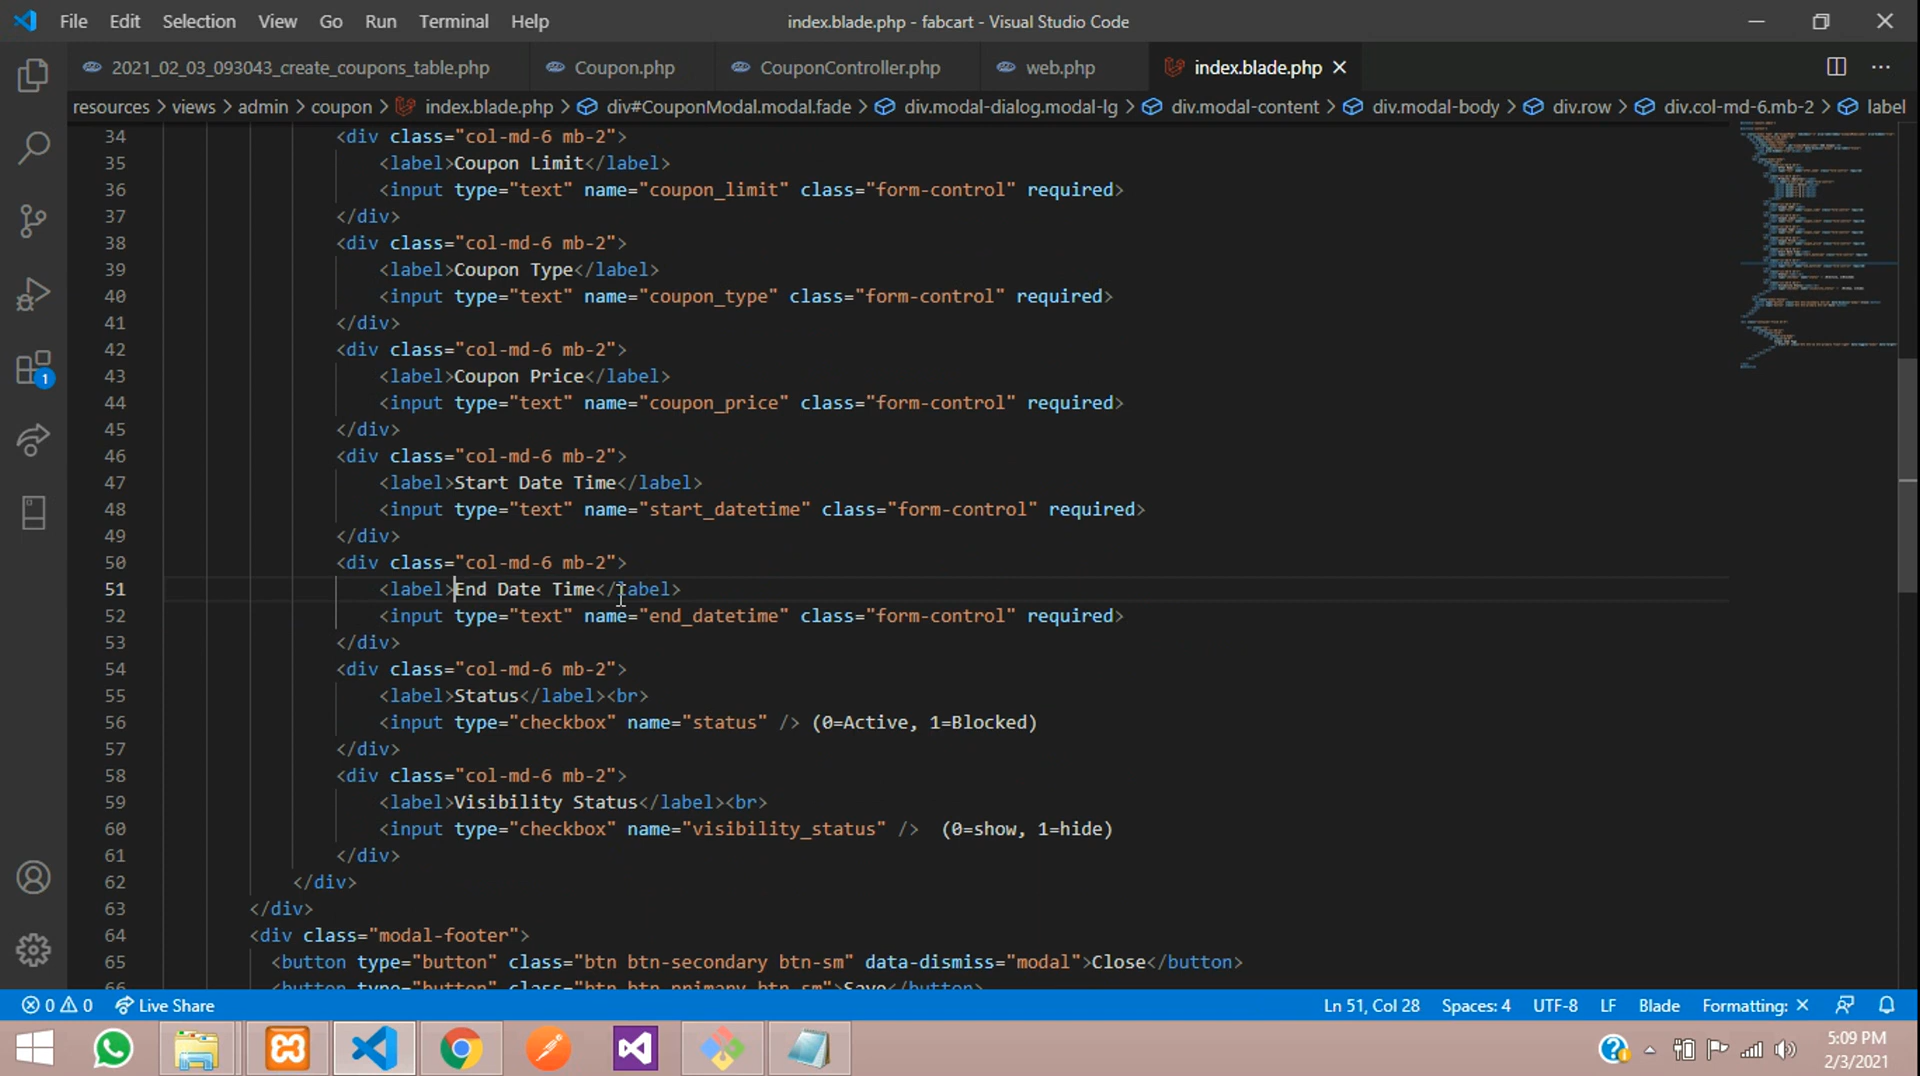 File Edit Selection View Go Run Terminal Help index.blade.php - fabcart - Visual Studio Code
2021_02_03_093043_create_coupons_table.php Coupon.php CouponController.php web.php index.blade.php
resources > views > admin > coupon > index.blade.php > div#CouponModal.modal.fade > div.modal-dialog.modal-lg > div.modal-content > div.modal-body > div.row > div.col-md-6.mb-2 > label
34 <div class="col-md-6 mb-2">
35 <label>Coupon Limit</label>
36 <input type="text" name="coupon_limit" class="form-control" required>
37 </div>
38 <div class="col-md-6 mb-2">
39 <label>Coupon Type</label>
40 <input type="text" name="coupon_type" class="form-control" required>
41 </div>
42 <div class="col-md-6 mb-2">
43 <label>Coupon Price</label>
44 <input type="text" name="coupon_price" class="form-control" required>
45 </div>
46 <div class="col-md-6 mb-2">
47 <label>Start Date Time</label>
48 <input type="text" name="start_datetime" class="form-control" required>
49 </div>
50 <div class="col-md-6 mb-2">
51 <label>End Date Time</label>
52 <input type="text" name="end_datetime" class="form-control" required>
53 </div>
54 <div class="col-md-6 mb-2">
55 <label>Status</label><br>
56 <input type="checkbox" name="status" /> (0=Active, 1=Blocked)
57 </div>
58 <div class="col-md-6 mb-2">
59 <label>Visibility Status</label><br>
60 <input type="checkbox" name="visibility_status" />  (0=show, 1=hide)
61 </div>
62 </div>
63 </div>
64 <div class="modal-footer">
65 <button type="button" class="btn btn-secondary btn-sm" data-dismiss="modal">Close</button>
66 <button type="button" class="btn btn-primary btn-sm">Save</button>
1
0 0 Live Share Ln 51, Col 28 Spaces: 4 UTF-8 LF Blade Formatting: ×
5:09 PM
2/3/2021